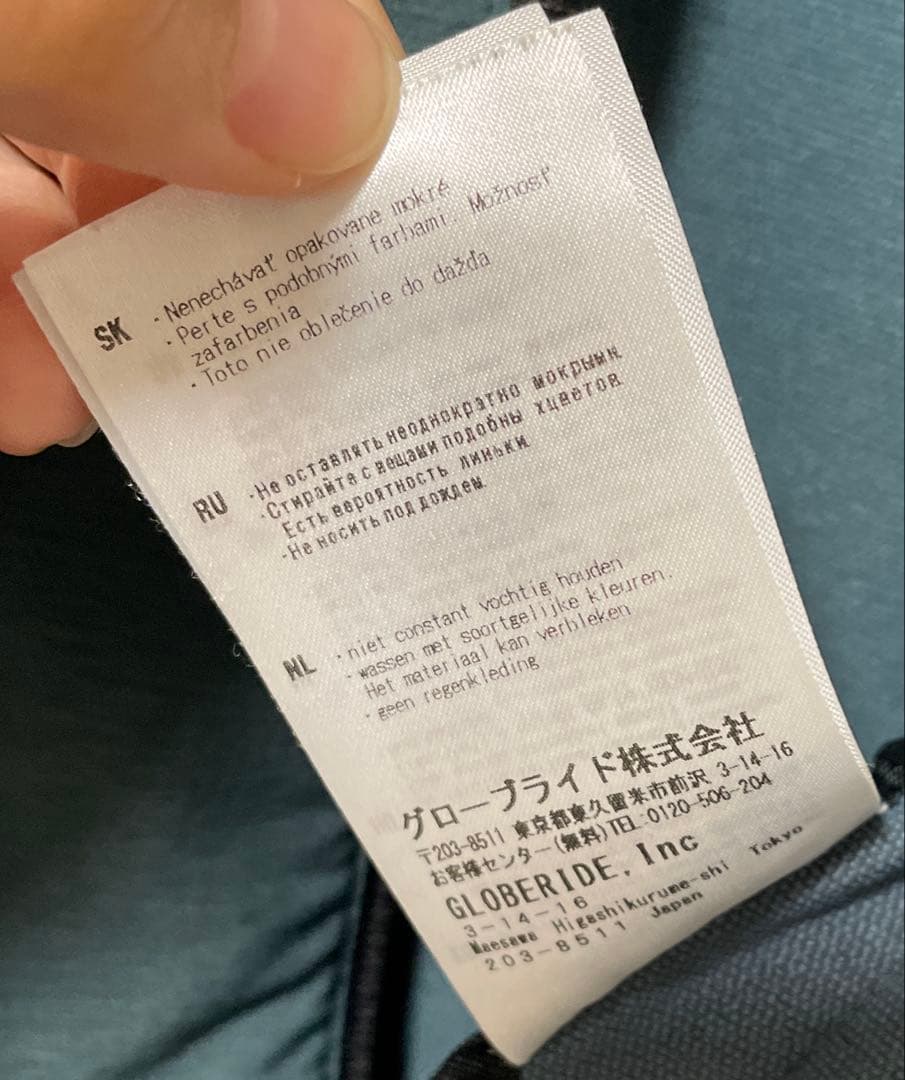 SK · Nenechávať opakovane mokré
· Perte s podobnými farbami. Možnosť
zafarbenia
· Toto nie oblečenie do dažďa
RU ·Не оставлять неоднократно мокрыми
·Стирайте с вещами подобны хцветов
Есть вероятность линьки
·Не носить под дождем
NL · niet constant vochtig houden
· wassen met soortgelijke kleuren.
Het materiaal kan verbleken
· geen regenkleding
グローブライド株式会社
〒203-8511 東京都東久留米市前沢 3-14-16
お客様センター(無料)TEL:0120-506-204
GLOBERIDE, Inc
3-14-16
Maesawa Higashikurume-shi Tokyo
203-8511 Japan